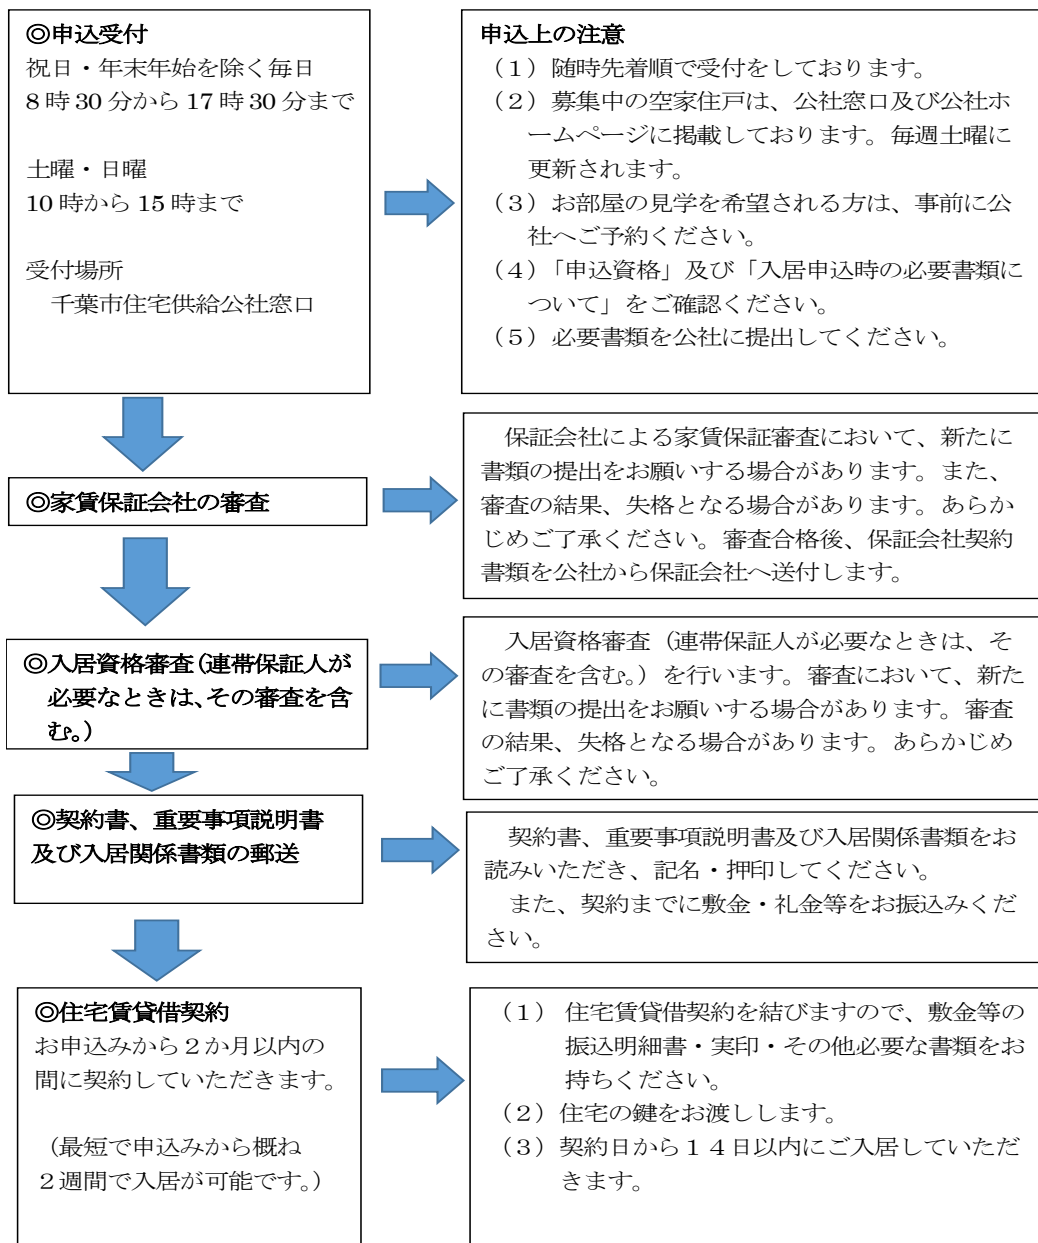 ◎申込受付
祝日・年末年始を除く毎日
8時30分から17時30分まで
土曜・日曜
10時から15時まで
受付場所
千葉市住宅供給公社窓口
申込上の注意
（１）随時先着順で受付をしております。
（２）募集中の空家住戸は、公社窓口及び公社ホ
ームページに掲載しております。毎週土曜に
更新されます。
（３）お部屋の見学を希望される方は、事前に公
社へご予約ください。
（４）「申込資格」及び「入居申込時の必要書類に
ついて」をご確認ください。
（５）必要書類を公社に提出してください。
◎家賃保証会社の審査
保証会社による家賃保証審査において、新たに
書類の提出をお願いする場合があります。また、
審査の結果、失格となる場合があります。あらか
じめご了承ください。審査合格後、保証会社契約
書類を公社から保証会社へ送付します。
◎入居資格審査（連帯保証人が
必要なときは、その審査を含
む。）
入居資格審査（連帯保証人が必要なときは、そ
の審査を含む。）を行います。審査において、新た
に書類の提出をお願いする場合があります。審査
の結果、失格となる場合があります。あらかじめ
ご了承ください。
◎契約書、重要事項説明書
及び入居関係書類の郵送
契約書、重要事項説明書及び入居関係書類をお
読みいただき、記名・押印してください。
また、契約までに敷金・礼金等をお振込みくだ
さい。
◎住宅賃貸借契約
お申込みから２か月以内の
間に契約していただきます。
（最短で申込みから概ね
２週間で入居が可能です。）
（１） 住宅賃貸借契約を結びますので、敷金等の
振込明細書・実印・その他必要な書類をお
持ちください。
（２）住宅の鍵をお渡しします。
（３）契約日から１４日以内にご入居していただ
きます。